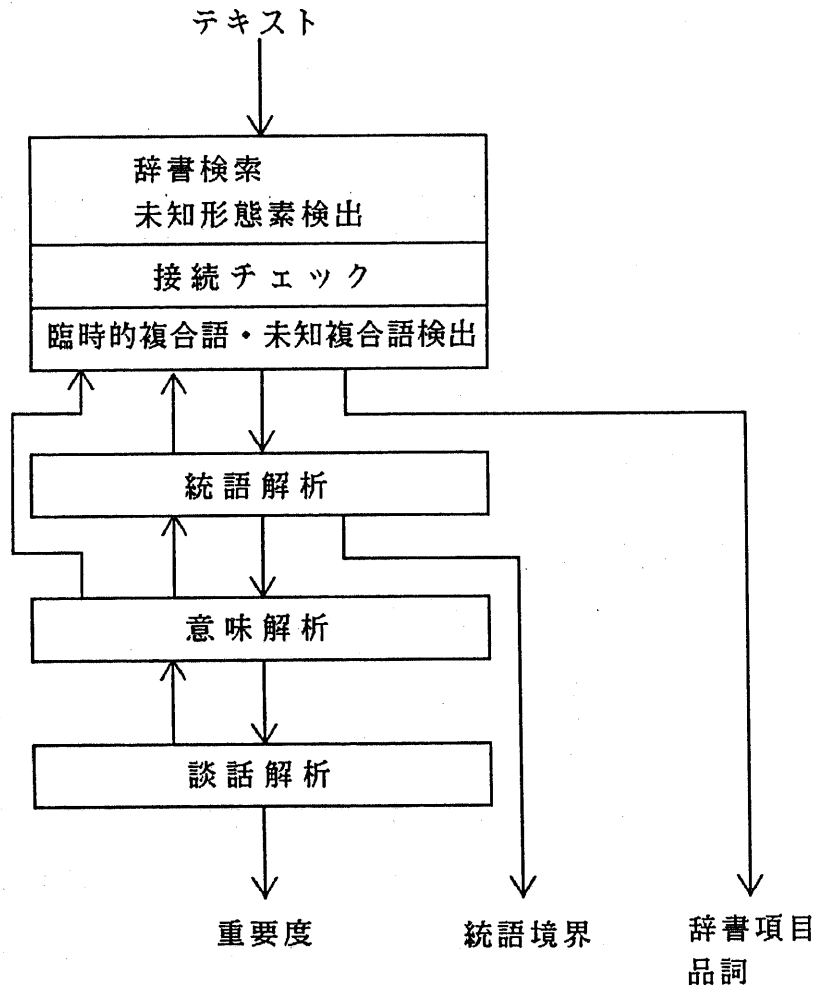 テキスト
辞書検索
未知形態素検出
接続チェック
臨時的複合語・未知複合語検出
統語解析
意味解析
談話解析
重要度
統語境界
辞書項目
品詞